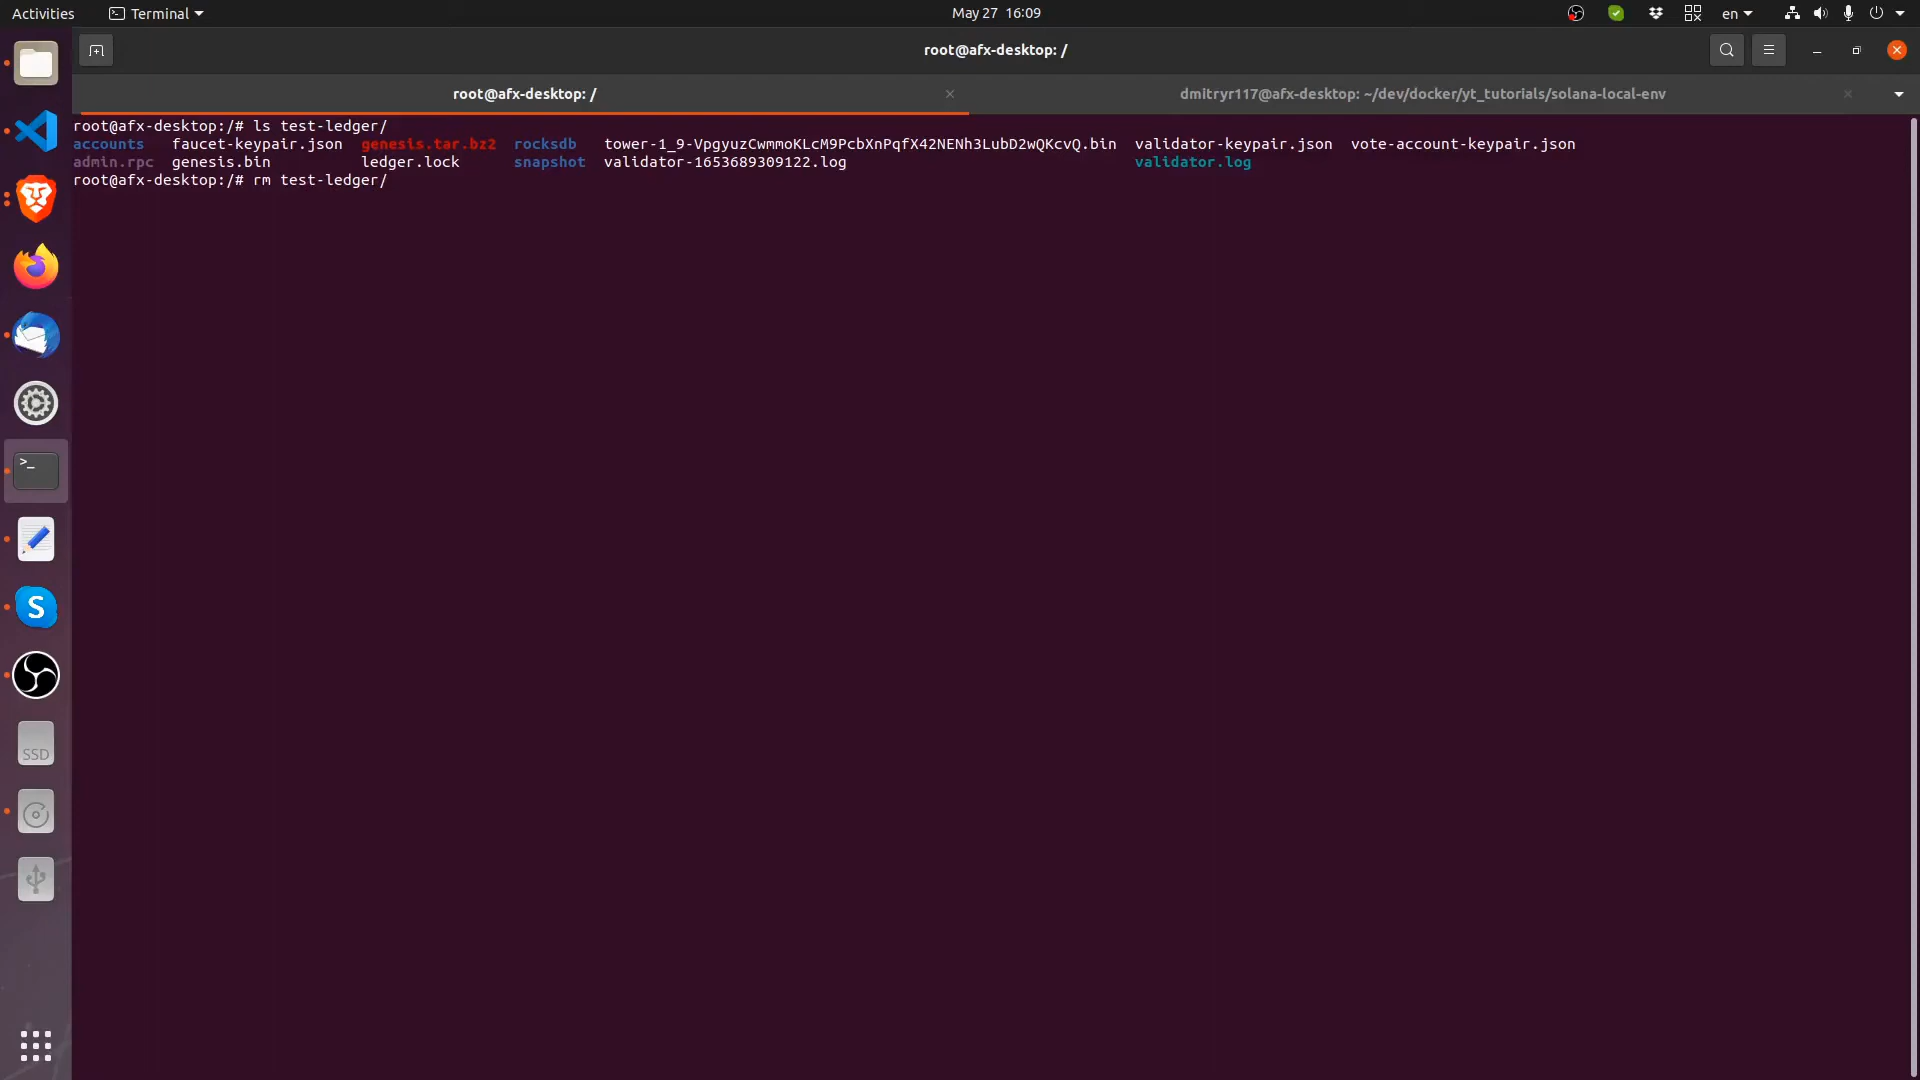 Activities
Terminal
May 27 16:09
en
root@afx-desktop: /
root@afx-desktop: /
dmitryr117@afx-desktop: ~/dev/docker/yt_tutorials/solana-local-env
root@afx-desktop:/# ls test-ledger/
accounts faucet-keypair.json genesis.tar.bz2 rocksdb tower-1_9-VpgyuzCwmmoKLcM9PcbXnPqfX42NENh3LubD2wQKcvQ.bin validator-keypair.json vote-account-keypair.json
admin.rpc genesis.bin ledger.lock snapshot validator-1653689309122.log validator.log
root@afx-desktop:/# rm test-ledger/
>_
S
SSD